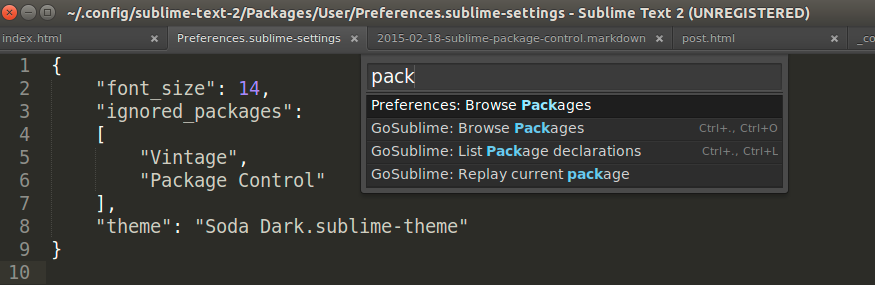 ~/.config/sublime-text-2/Packages/User/Preferences.sublime-settings - Sublime Text 2 (UNREGISTERED)
index.html × Preferences.sublime-settings × 2015-02-18-sublime-package-control.markdown × post.html × _co
pack
Preferences: Browse Packages
GoSublime: Browse Packages Ctrl+., Ctrl+O
GoSublime: List Package declarations Ctrl+., Ctrl+L
GoSublime: Replay current package
1 {
2 "font_size": 14,
3 "ignored_packages":
4 [
5 "Vintage",
6 "Package Control"
7 ],
8 "theme": "Soda Dark.sublime-theme"
9 }
10